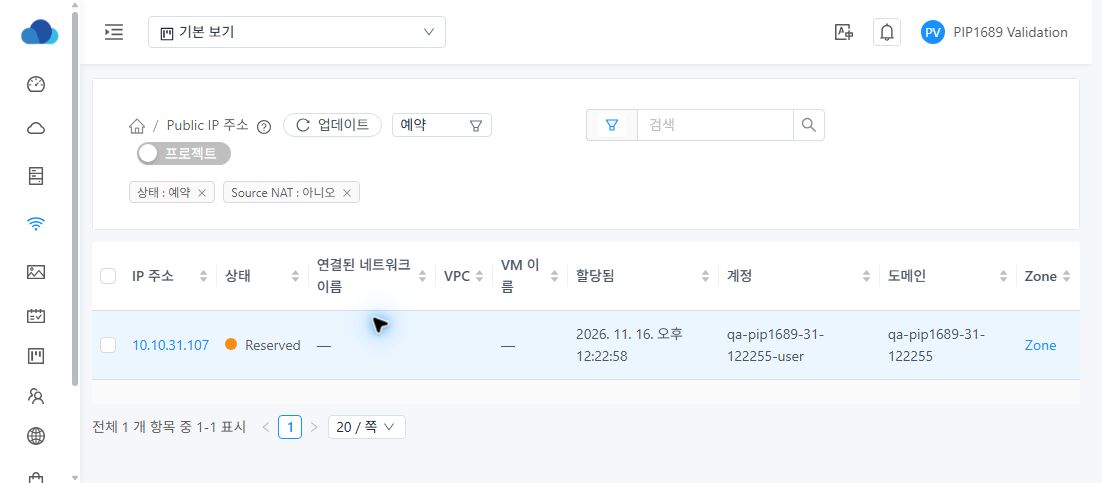 기본 보기
PV PIP1689 Validation
/ Public IP 주소
업데이트
예약
검색
프로젝트
상태 : 예약
Source NAT : 아니오
IP 주소 상태 연결된 네트워크 이름 VPC VM 이름 할당됨 계정 도메인 Zone
10.10.31.107 Reserved — — 2026. 11. 16. 오후 12:22:58 qa-pip1689-31-122255-user qa-pip1689-31-122255 Zone
전체 1 개 항목 중 1-1 표시 < 1 > 20 / 쪽